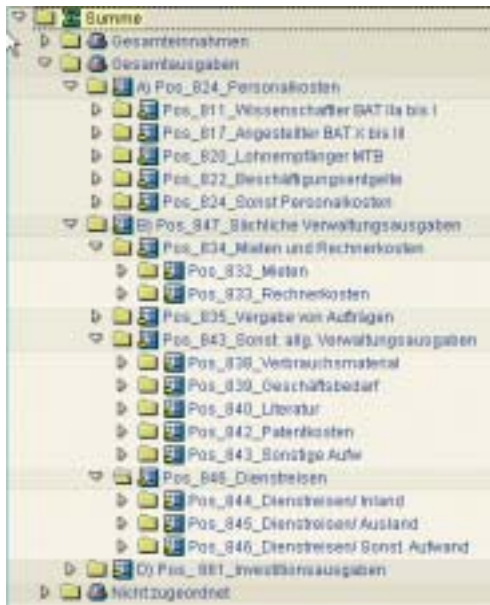 Summe
Gesamteinnahmen
Gesamtausgaben
A) Pos_824_Personalkosten
Pos_811_Wissenschaftler BAT IIa bis I
Pos_817_Angestellter BAT X bis III
Pos_820_Lohnempfänger MTB
Pos_822_Beschäftigungsentgelte
Pos_824_Sonst Personalkosten
B) Pos_847_Sächliche Verwaltungsausgaben
Pos_834_Mieten und Rechnerkosten
Pos_832_Mieten
Pos_833_Rechnerkosten
Pos_835_Vergabe von Aufträgen
Pos_843_Sonst. allg. Verwaltungsausgaben
Pos_838_Verbrauchsmaterial
Pos_839_Geschäftsbedarf
Pos_840_Literatur
Pos_842_Patentkosten
Pos_843_Sonstige Aufw
Pos_846_Dienstreisen
Pos_844_Dienstreisen/ Inland
Pos_845_Dienstreisen/ Ausland
Pos_846_Dienstreisen/ Sonst. Aufwand
D) Pos_881_Investitionsausgaben
Nicht zugeordnet